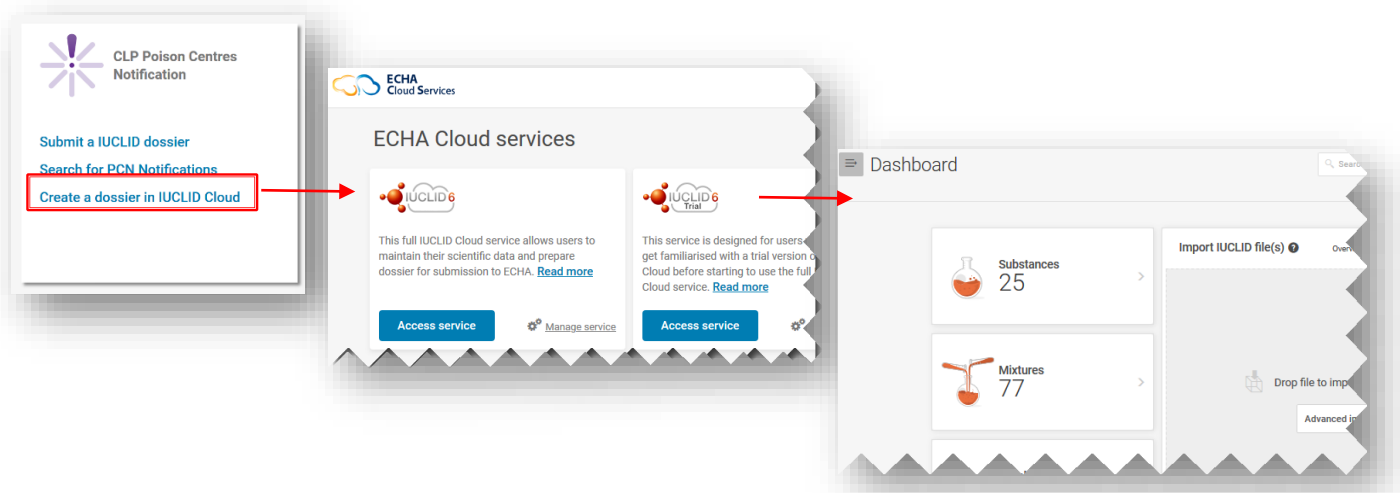 CLP Poison Centres
Notification
Submit a IUCLID dossier
Search for PCN Notifications
Create a dossier in IUCLID Cloud
ECHA
Cloud Services
ECHA Cloud services
IUCLID 6
This full IUCLID Cloud service allows users to
maintain their scientific data and prepare
dossier for submission to ECHA. Read more
Access service
Manage service
IUCLID 6
Trial
This service is designed for users
get familiarised with a trial version
Cloud before starting to use the full
Cloud service. Read more
Access service
Dashboard
Substances
25
Mixtures
77
Import IUCLID file(s)
Drop file to
Advanced